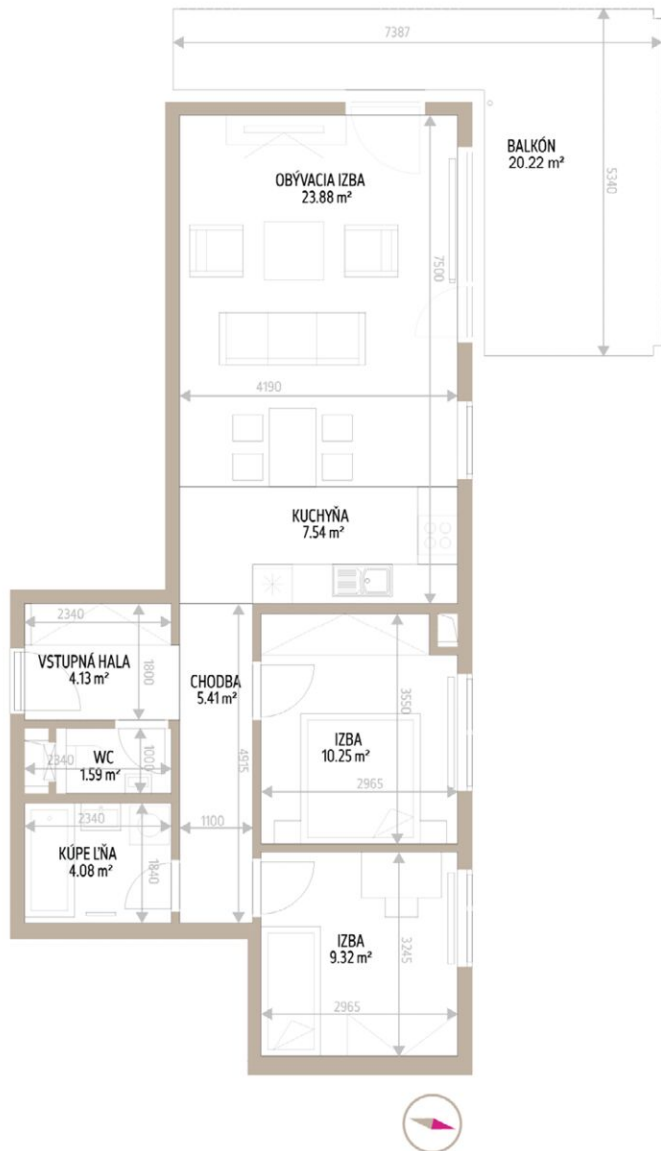 7387
BALKÓN
20.22 m²
5340
OBÝVACIA IZBA
23.88 m²
7500
4190
KUCHYŇA
7.54 m²
2340
VSTUPNÁ HALA
4.13 m²
1800
CHODBA
5.41 m²
3550
WC
1.59 m²
2340
1000
4915
IZBA
10.25 m²
2965
2340
1100
KÚPE ĽŇA
4.08 m²
1840
IZBA
9.32 m²
3245
2965